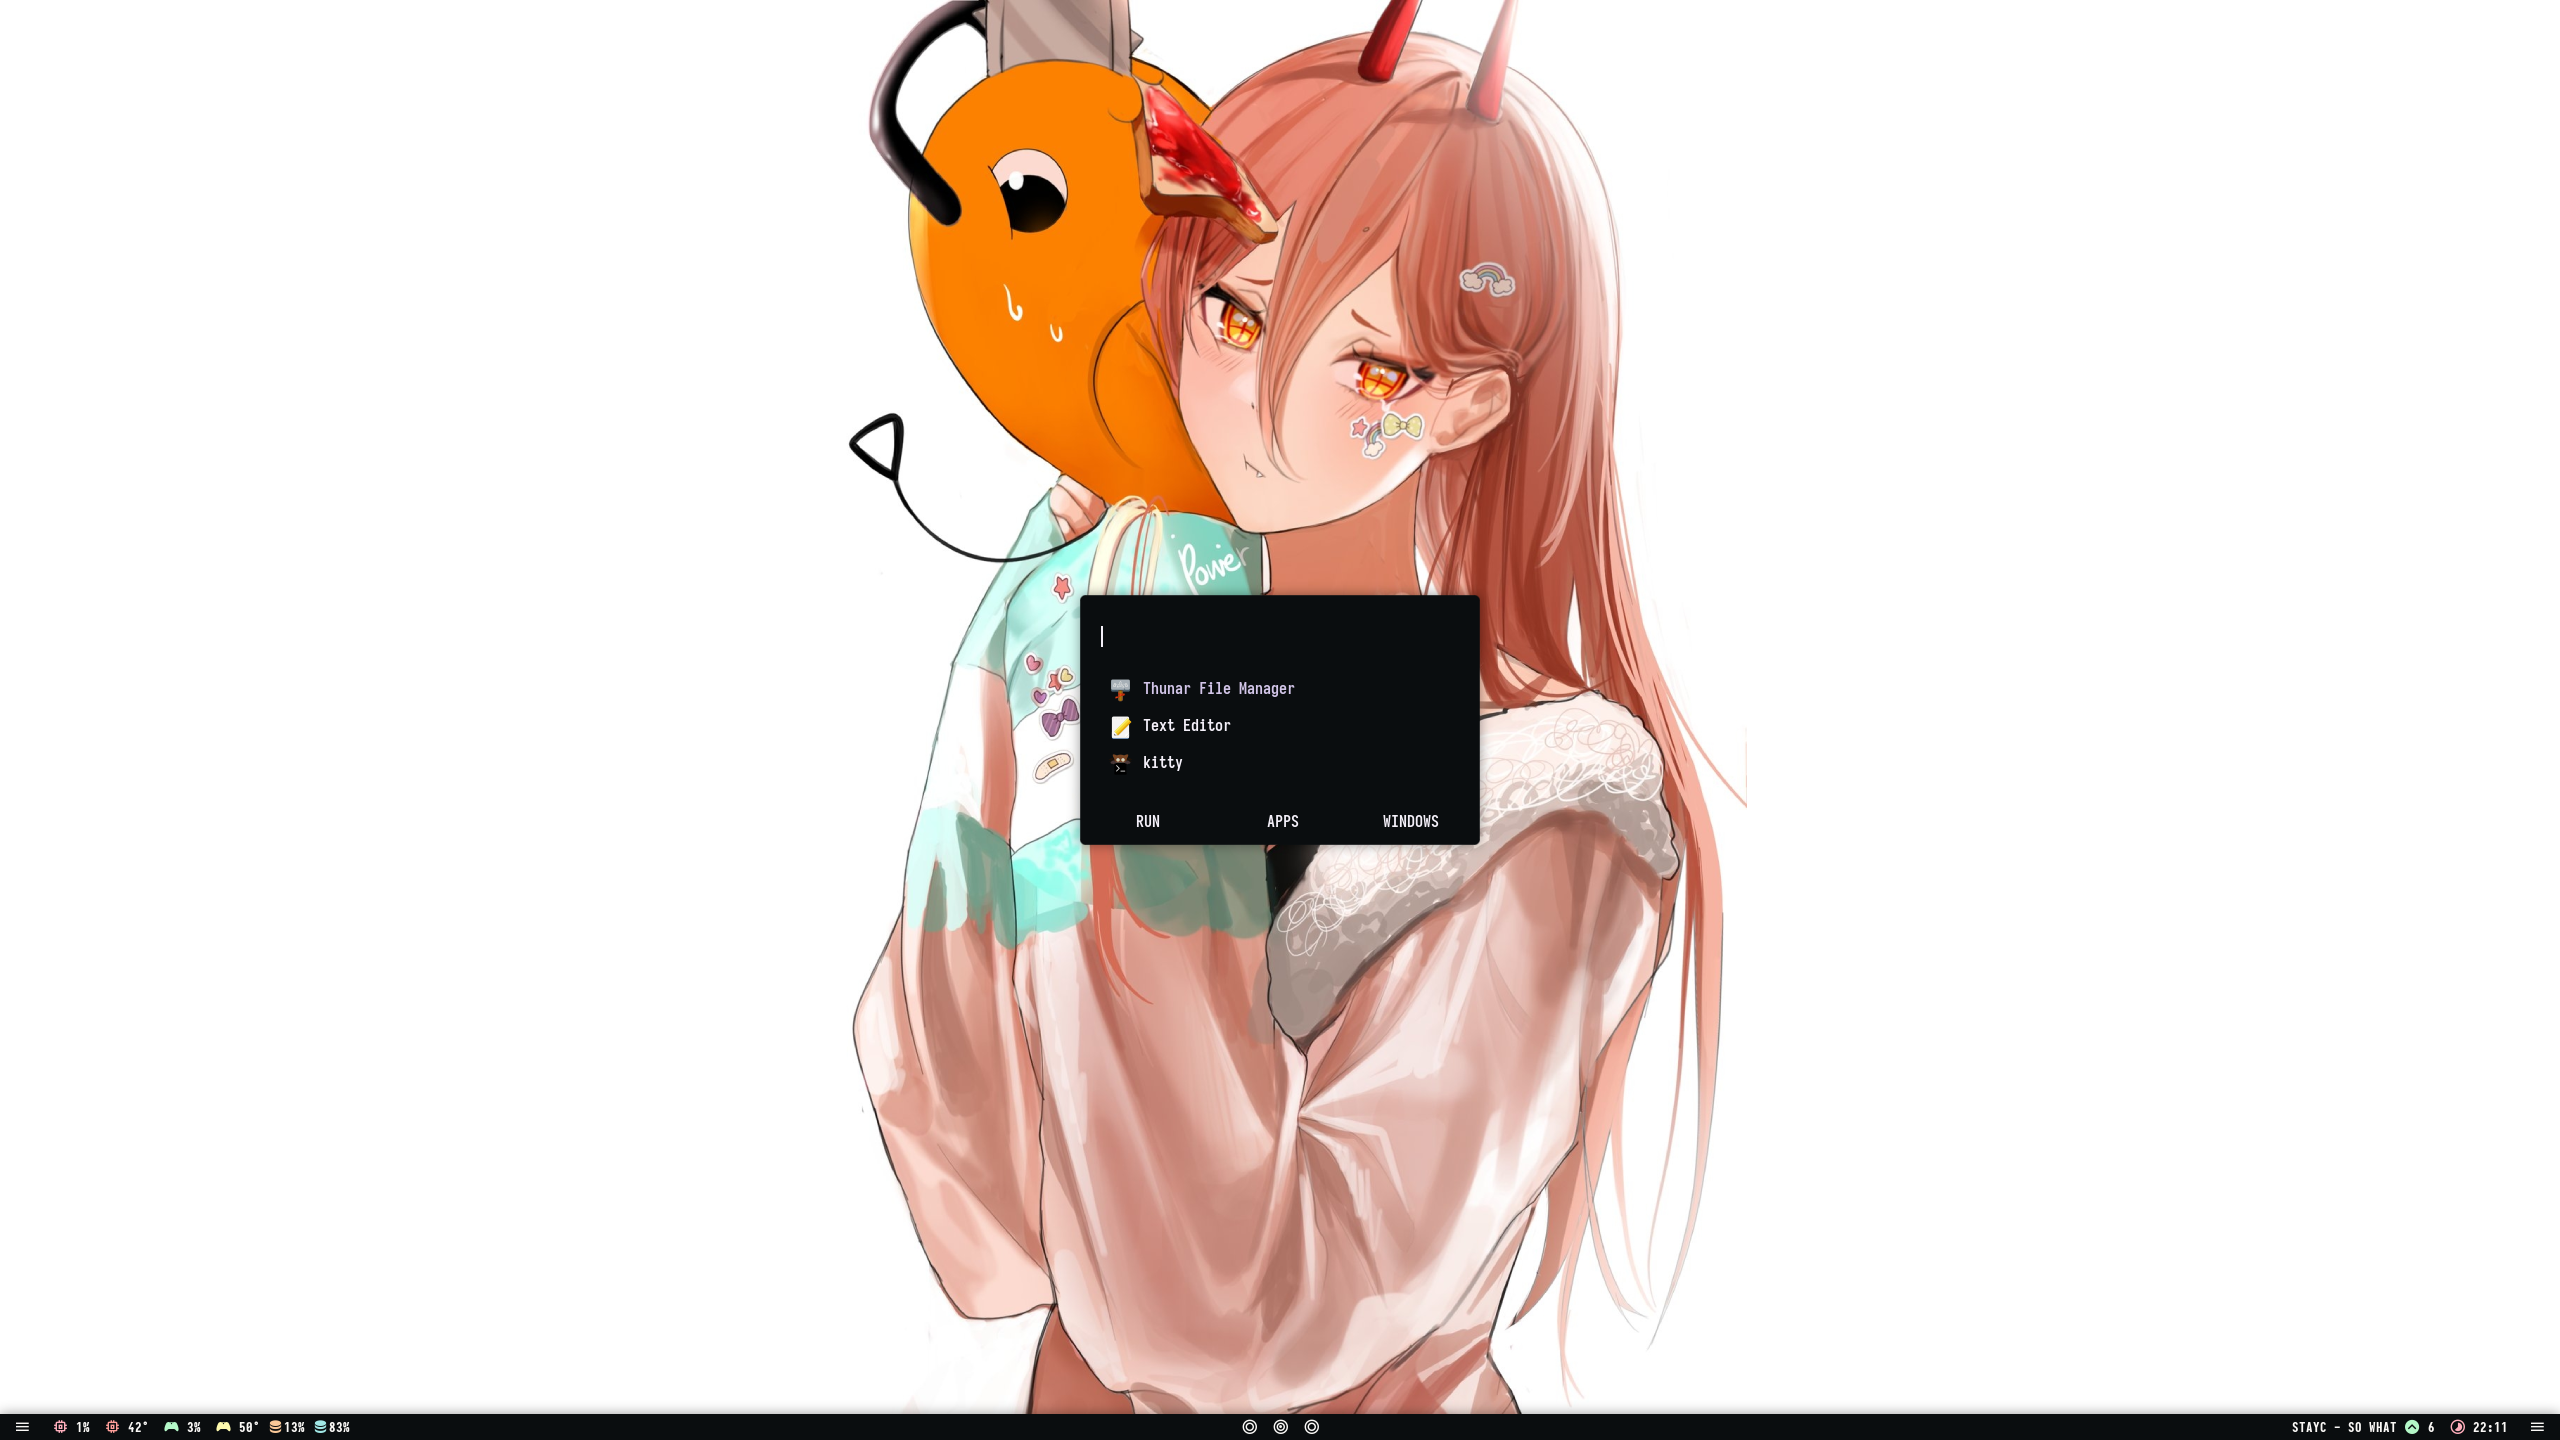 Power
Thunar File Manager
Text Editor
kitty
RUN APPS WINDOWS
1% 42° 3% 50° 13% 83% STAYC - SO WHAT 6 22:11